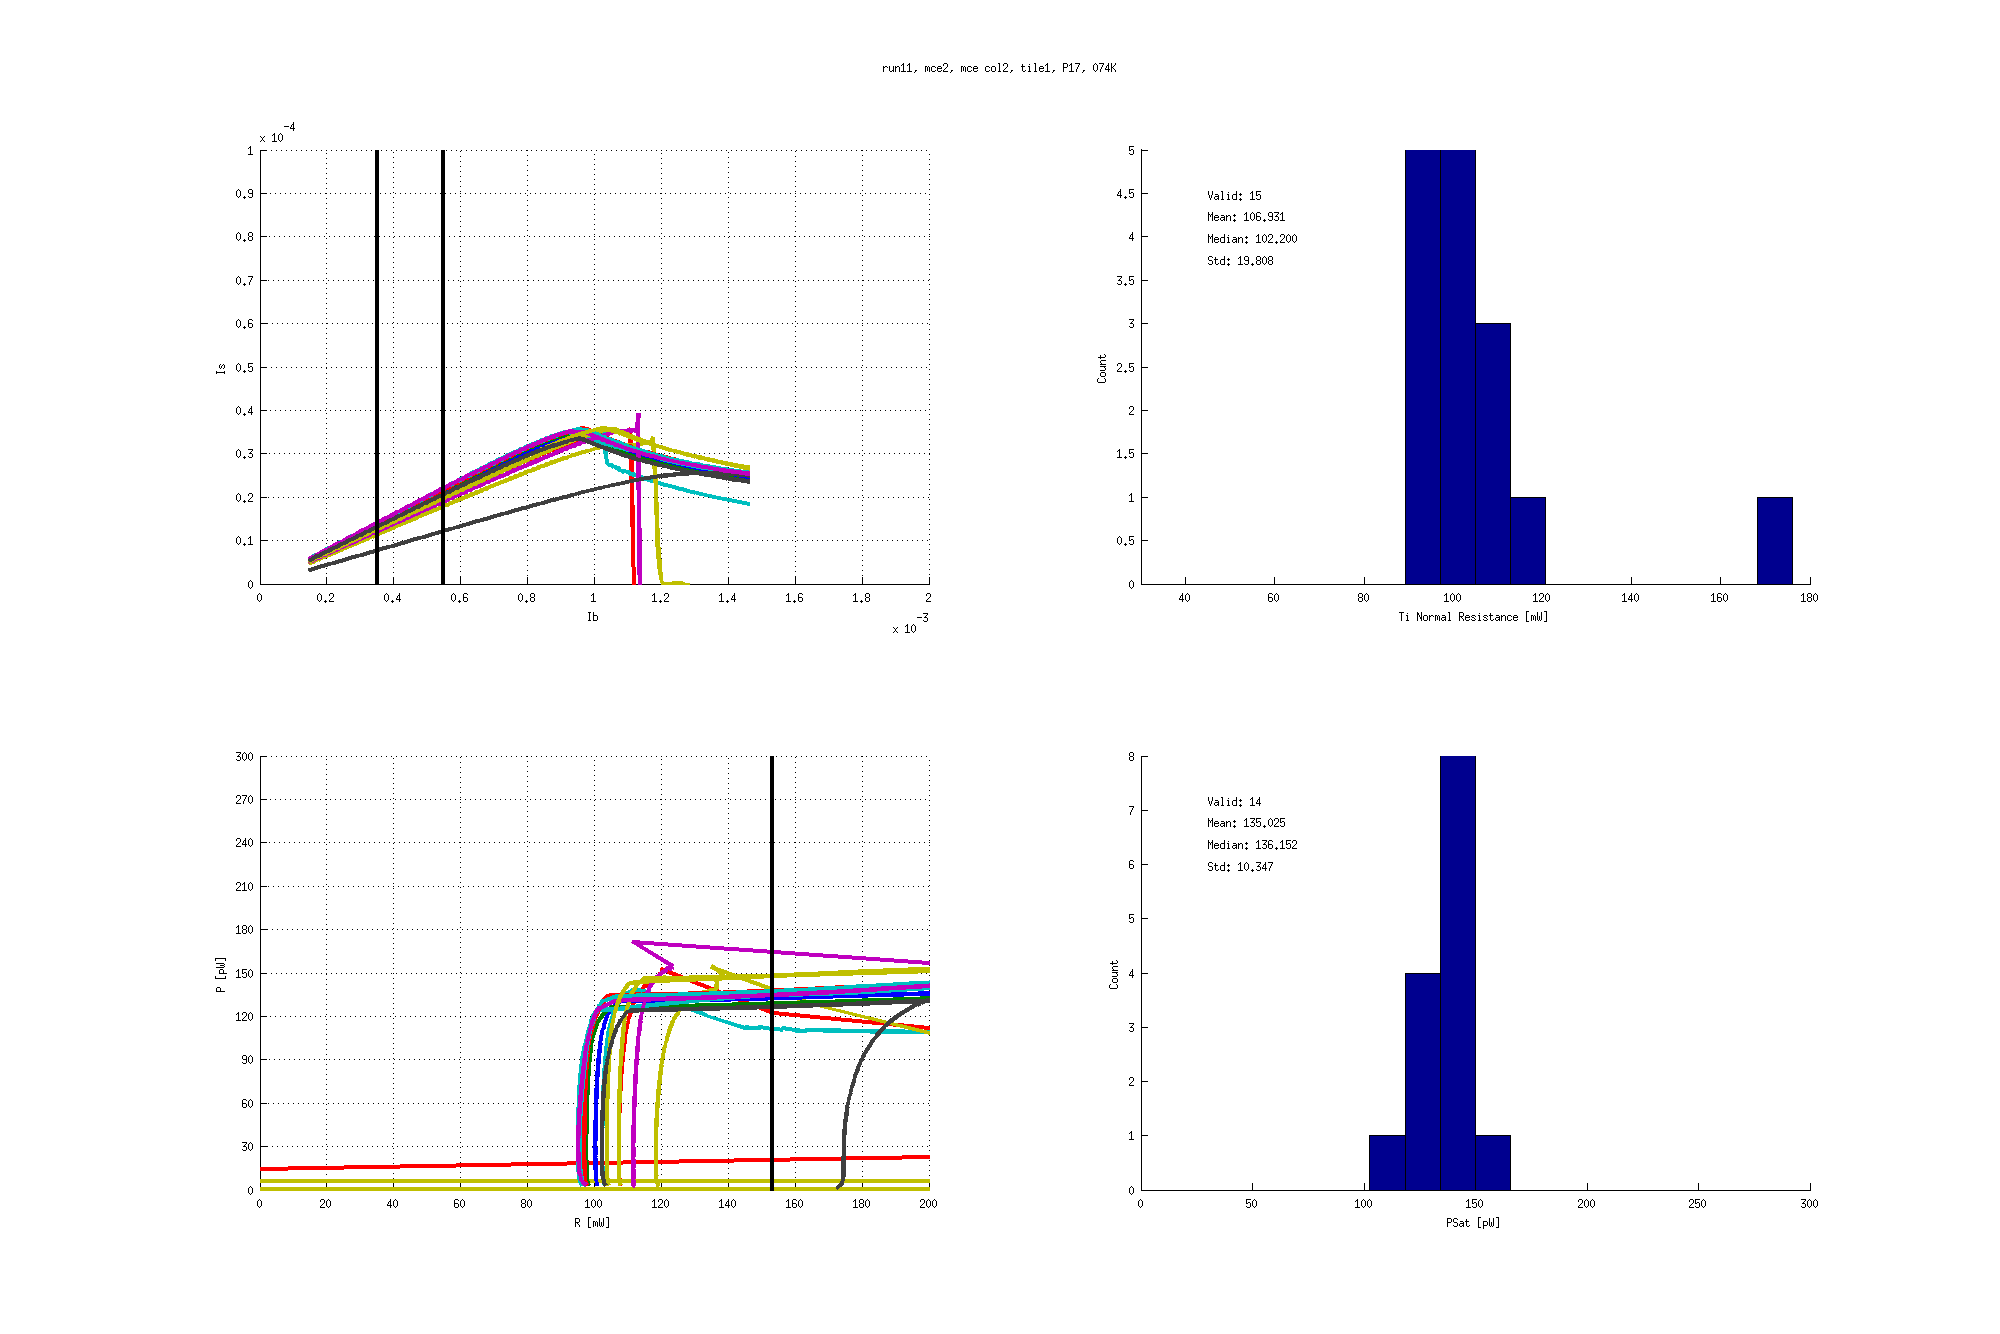 run11, mce2, mce col2, tile1, P17, 074K
x 10 -4
1
0.9
0.8
0.7
0.6
0.5
0.4
0.3
0.2
0.1
0
Is
0 0.2 0.4 0.6 0.8 1 1.2 1.4 1.6 1.8 2
Ib
x 10 -3
5
4.5
4
3.5
3
2.5
2
1.5
1
0.5
0
Count
Valid: 15
Mean: 106.931
Median: 102.200
Std: 19.808
40 60 80 100 120 140 160 180
Ti Normal Resistance [mW]
300
270
240
210
180
150
120
90
60
30
0
P [pW]
0 20 40 60 80 100 120 140 160 180 200
R [mW]
8
7
6
5
4
3
2
1
0
Count
Valid: 14
Mean: 135.025
Median: 136.152
Std: 10.347
0 50 100 150 200 250 300
PSat [pW]